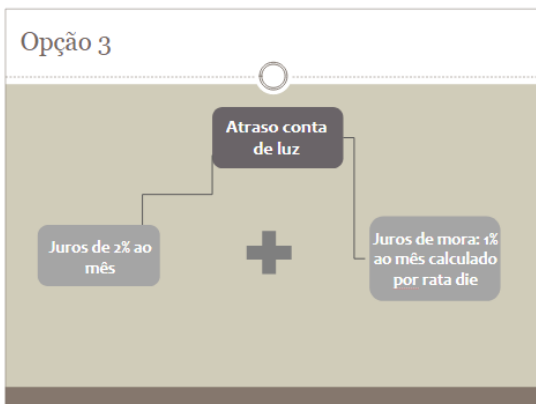 Opção 3
Atraso conta
de luz
Juros de 2% ao
mês
Juros de mora: 1%
ao mês calculado
por rata die